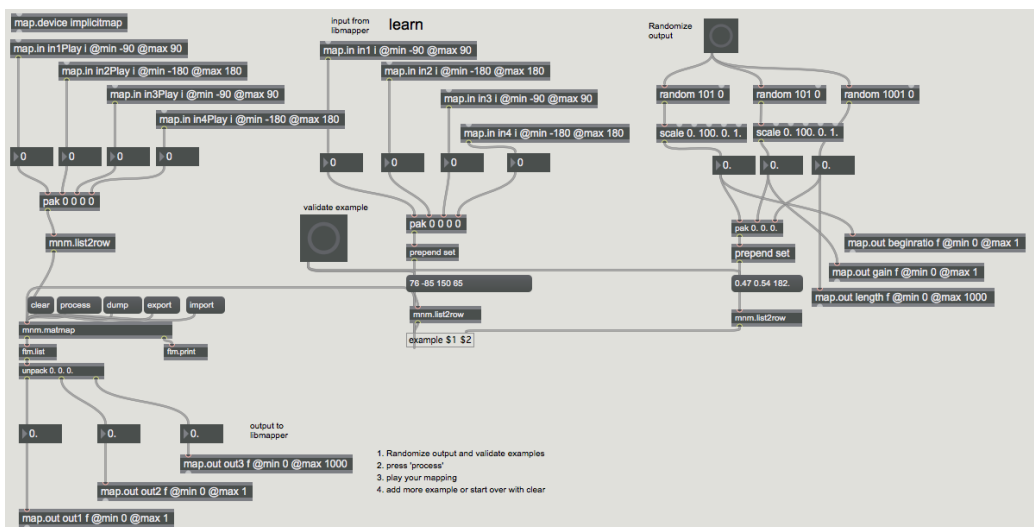 map.device implicitmap
map.in in1Play i @min -90 @max 90
map.in in2Play i @min -180 @max 180
map.in in3Play i @min -90 @max 90
map.in in4Play i @min -180 @max 180
0
0
0
0
pak 0 0 0 0
mnm.list2row
clear
process
dump
export
import
mnm.matmap
ftm.list
ftm.print
unpack 0. 0. 0.
0.
0.
0.
output to
libmapper
map.out out3 f @min 0 @max 1000
map.out out2 f @min 0 @max 1
map.out out1 f @min 0 @max 1
input from
libmapper
learn
map.in in1 i @min -90 @max 90
map.in in2 i @min -180 @max 180
map.in in3 i @min -90 @max 90
map.in in4 i @min -180 @max 180
0
0
0
0
validate example
pak 0 0 0 0
prepend set
76 -85 150 65
mnm.list2row
example $1 $2
Randomize
output
random 101 0
random 101 0
random 1001 0
scale 0. 100. 0. 1.
scale 0. 100. 0. 1.
0.
0.
0.
pak 0. 0. 0.
prepend set
0.47 0.54 182.
mnm.list2row
map.out beginratio f @min 0 @max 1
map.out gain f @min 0 @max 1
map.out length f @min 0 @max 1000
1. Randomize output and validate examples
2. press 'process'
3. play your mapping
4. add more example or start over with clear